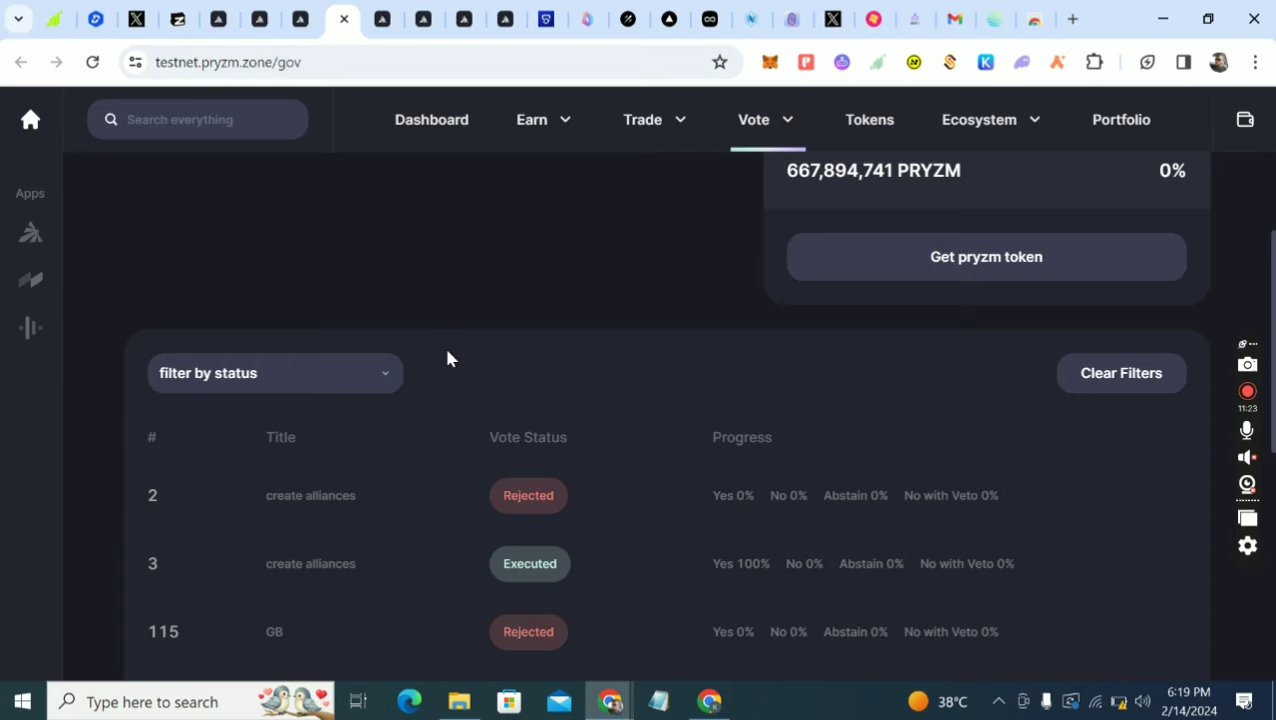 testnet.pryzm.zone/gov
Search everything
Dashboard
Earn
Trade
Vote
Tokens
Ecosystem
Portfolio
Apps
667,894,741 PRYZM
0%
Get pryzm token
filter by status
Clear Filters
# Title Vote Status Progress
2 create alliances Rejected Yes 0% No 0% Abstain 0% No with Veto 0%
3 create alliances Executed Yes 100% No 0% Abstain 0% No with Veto 0%
115 GB Rejected Yes 0% No 0% Abstain 0% No with Veto 0%
11:23
Type here to search
38°C
6:19 PM
2/14/2024